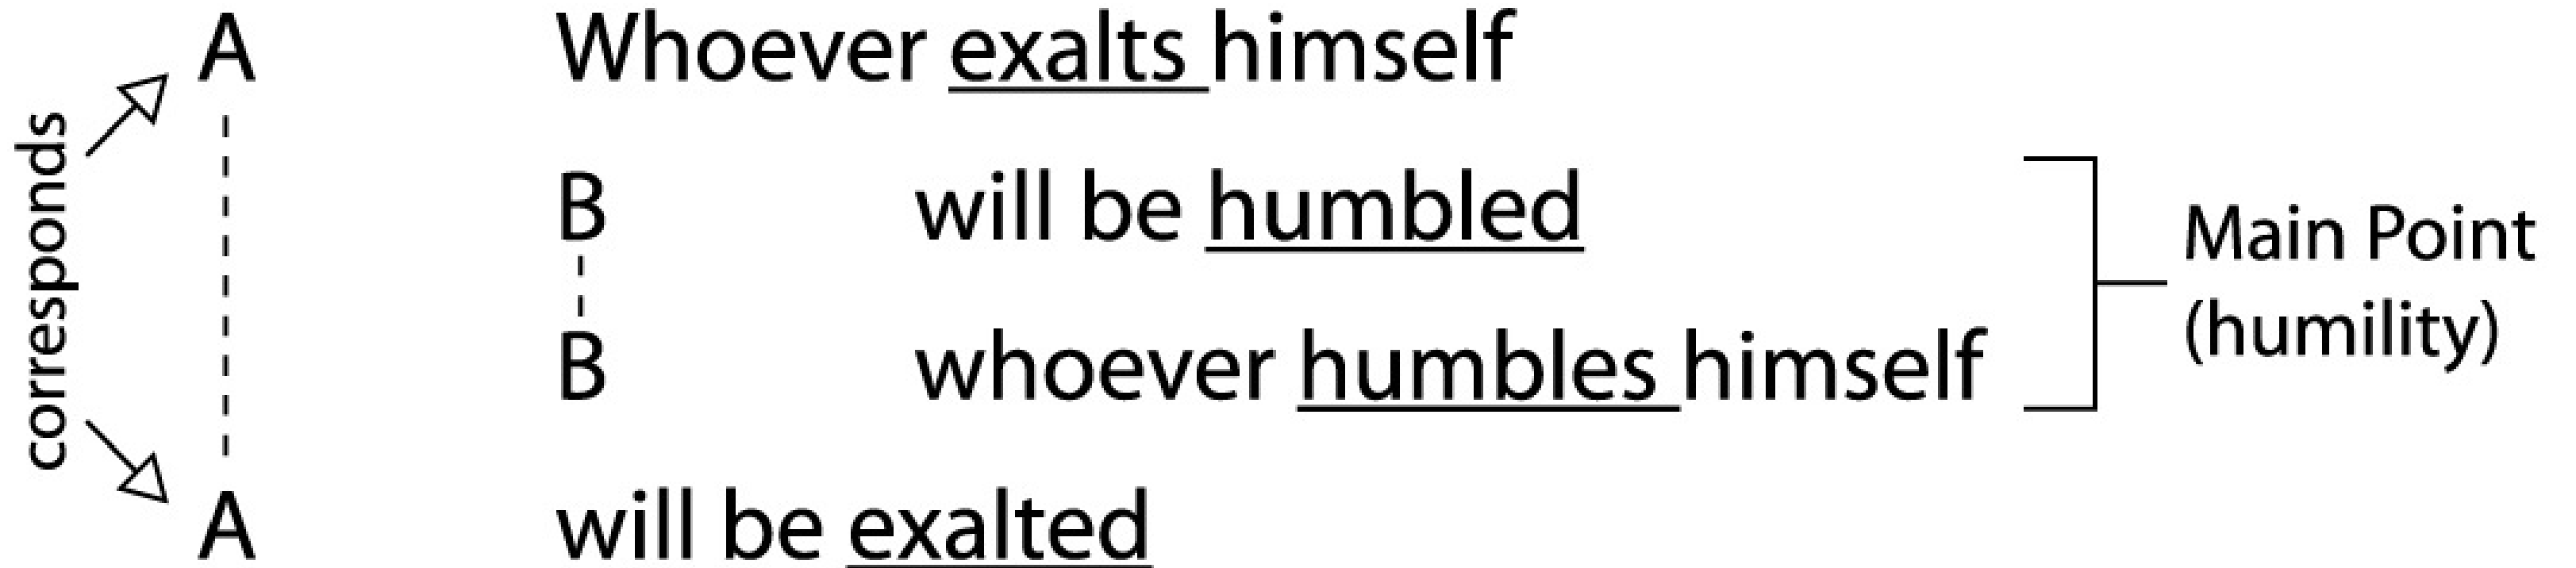 corresponds
A Whoever exalts himself
B will be humbled
B whoever humbles himself
A will be exalted
Main Point
(humility)